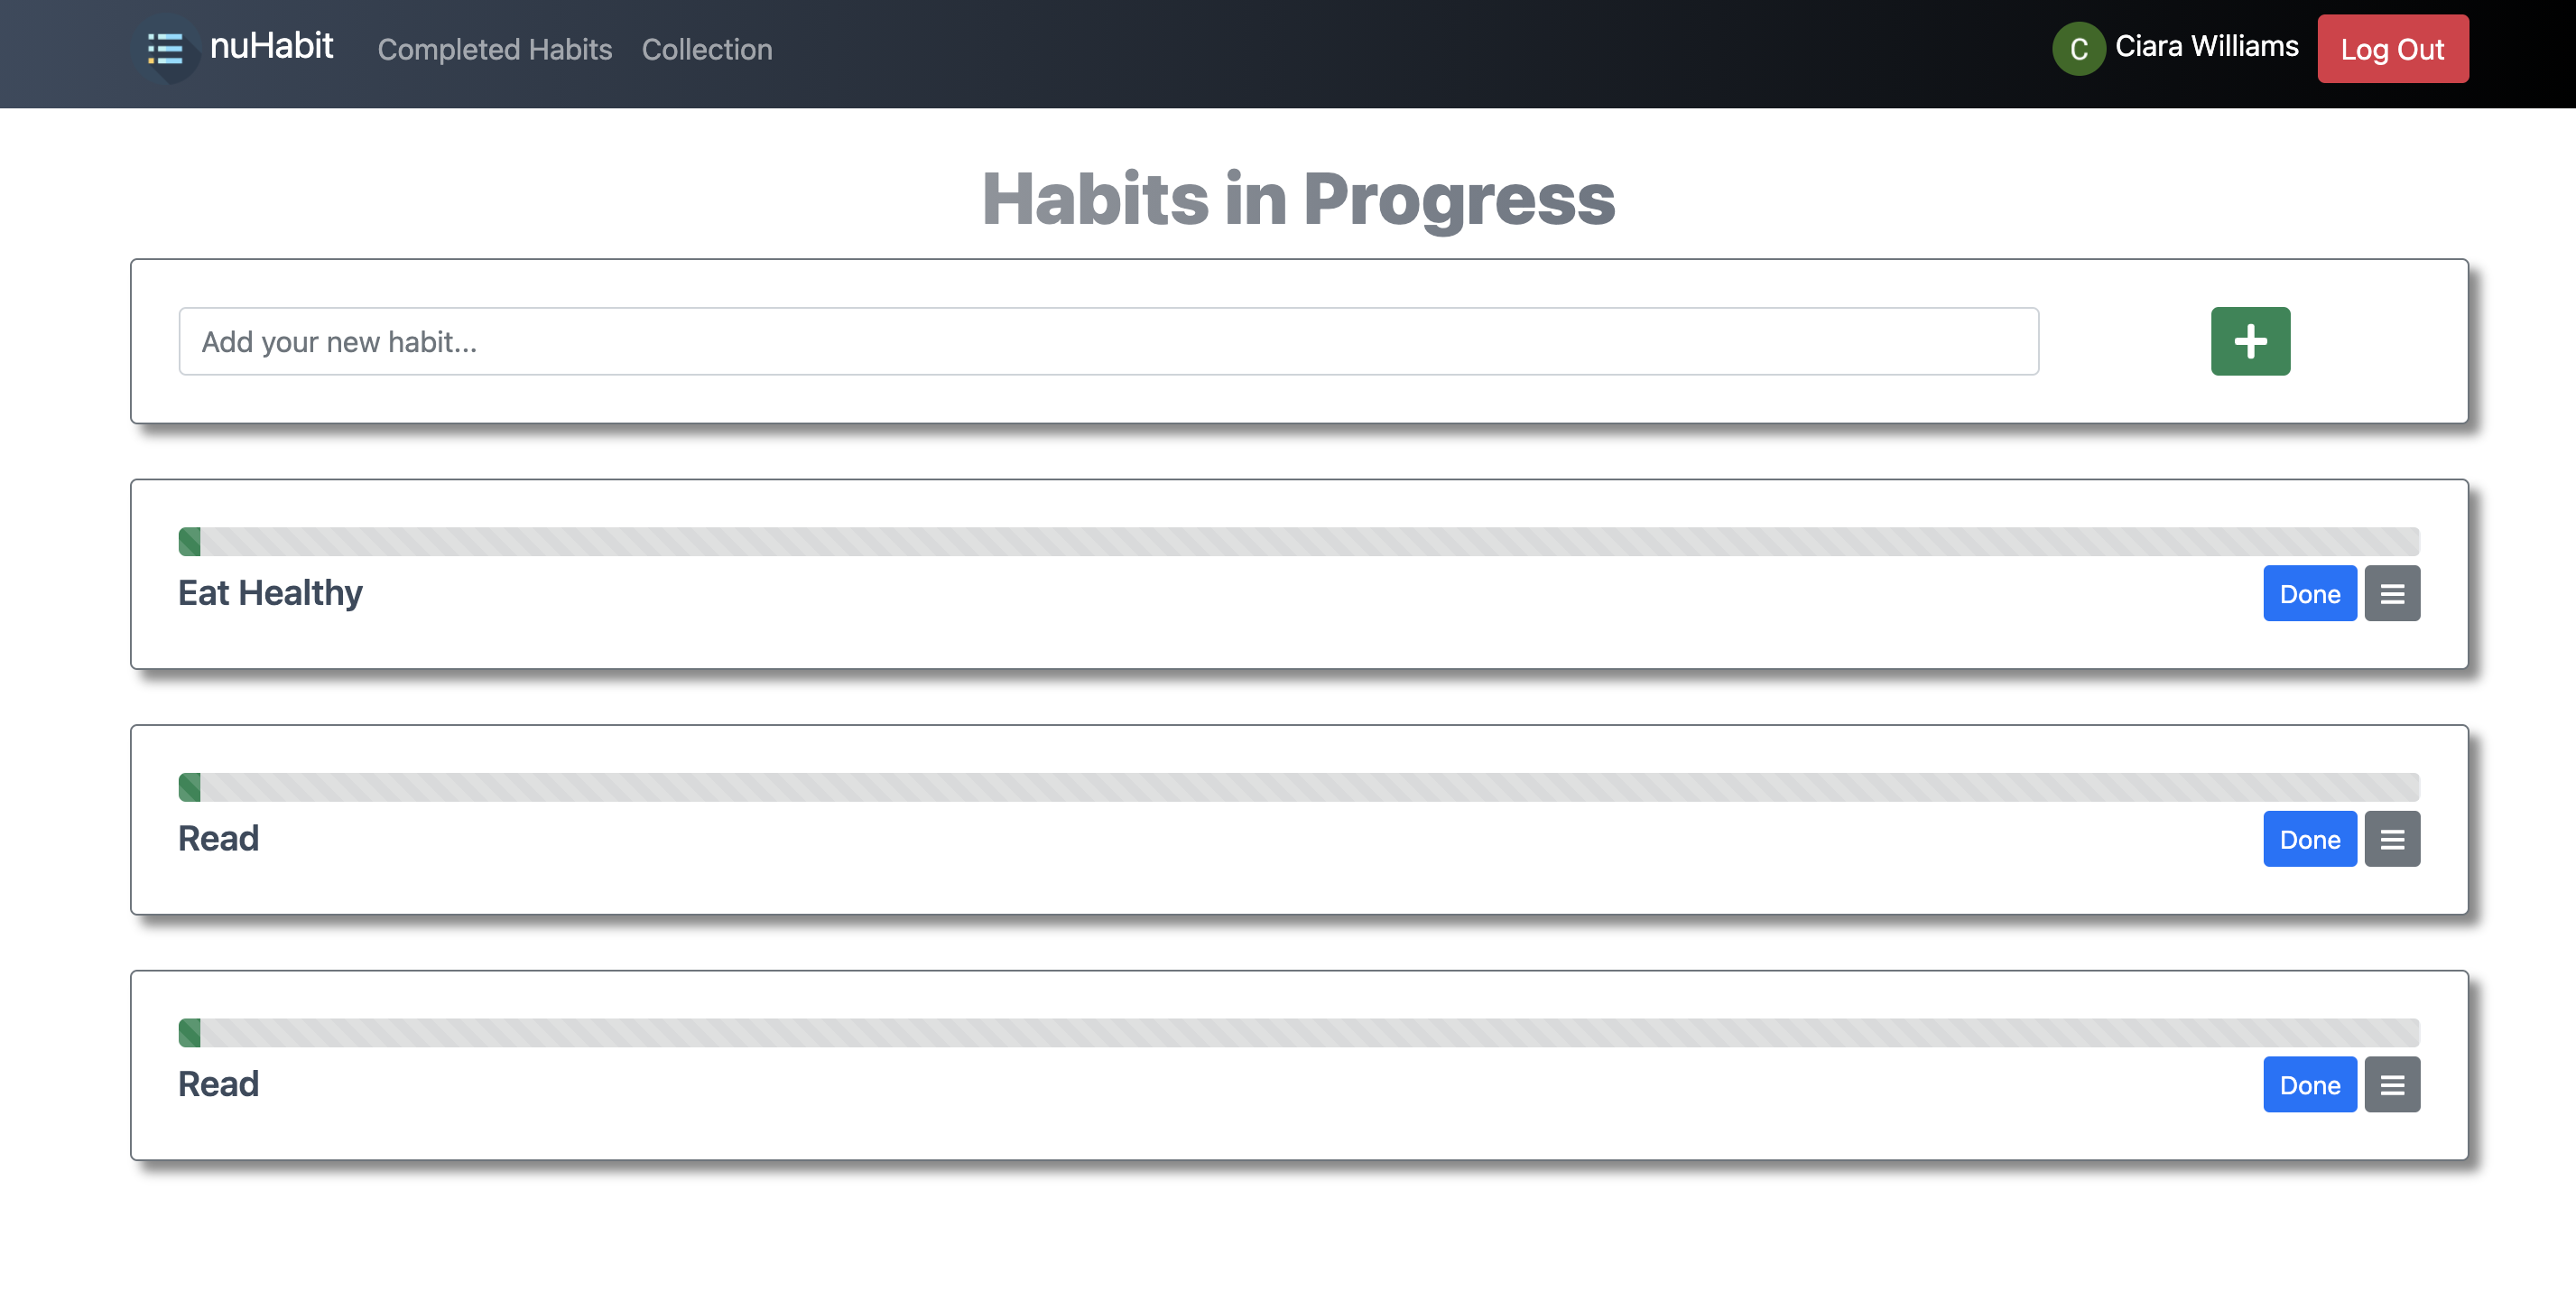 nuHabit Completed Habits Collection C Ciara Williams Log Out
Habits in Progress
Add your new habit...
Eat Healthy Done
Read Done
Read Done